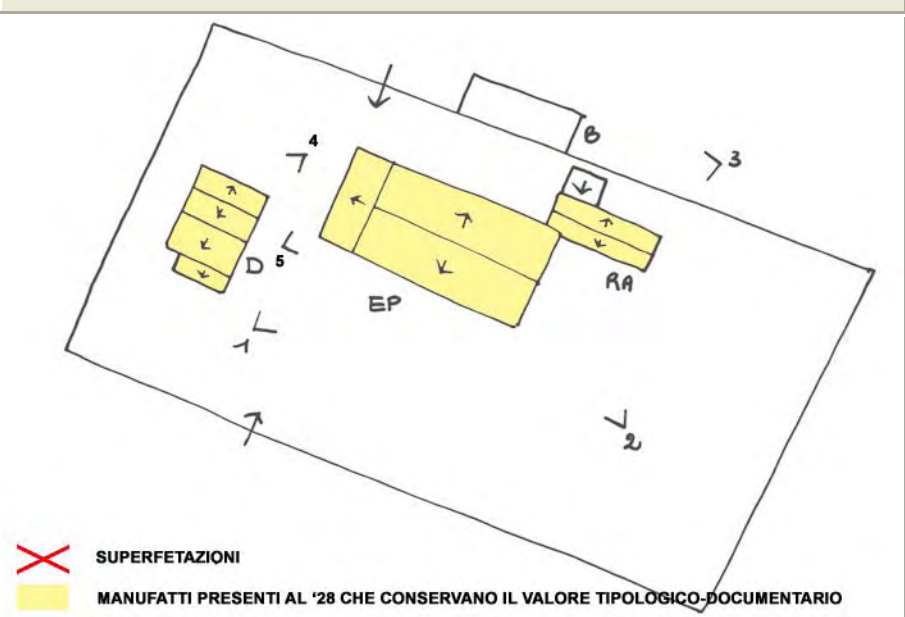 4
B
3
D
5
EP
RA
1
2
SUPERFETAZIONI
MANUFATTI PRESENTI AL ‘28 CHE CONSERVANO IL VALORE TIPOLOGICO-DOCUMENTARIO